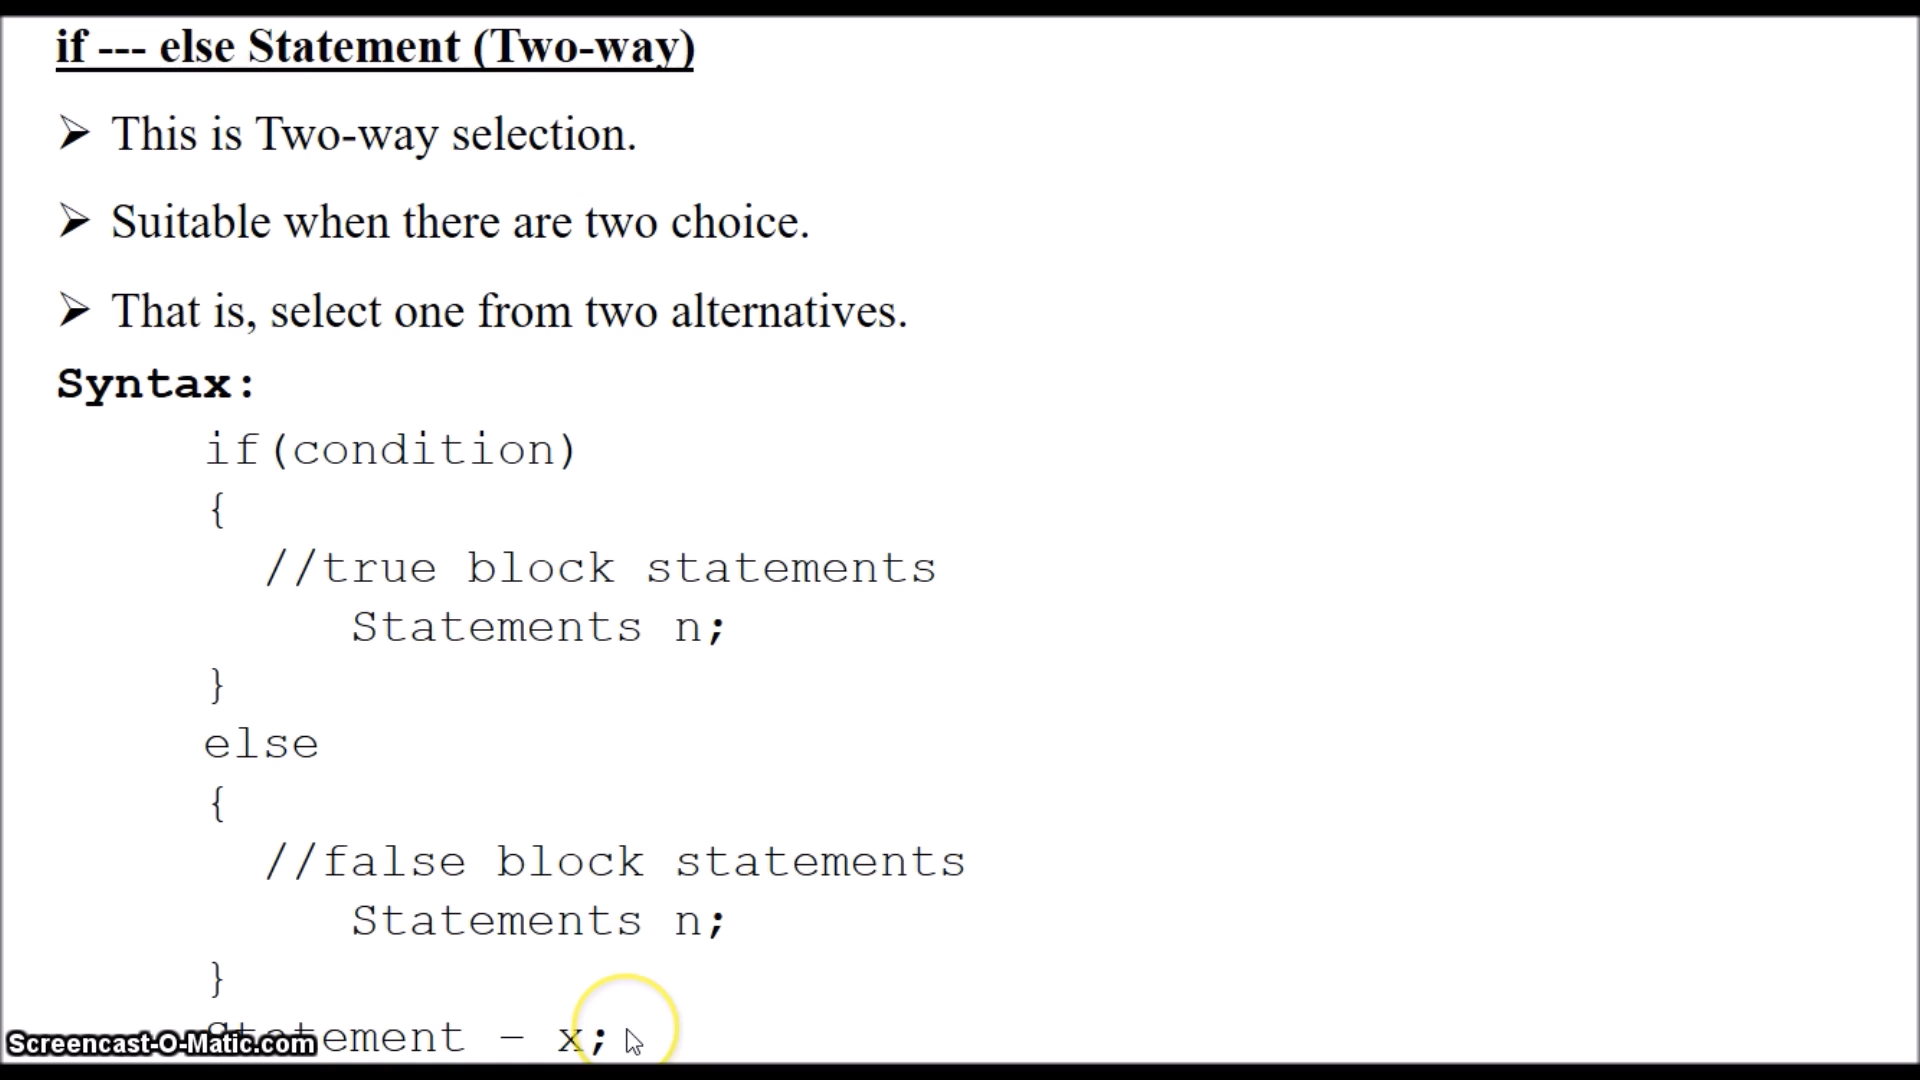 if --- else Statement (Two-way)
➢ This is Two-way selection.
➢ Suitable when there are two choice.
➢ That is, select one from two alternatives.
Syntax:
if(condition)
{
//true block statements
Statements n;
}
else
{
//false block statements
Statements n;
}
Statement – x;
Screencast-O-Matic.com